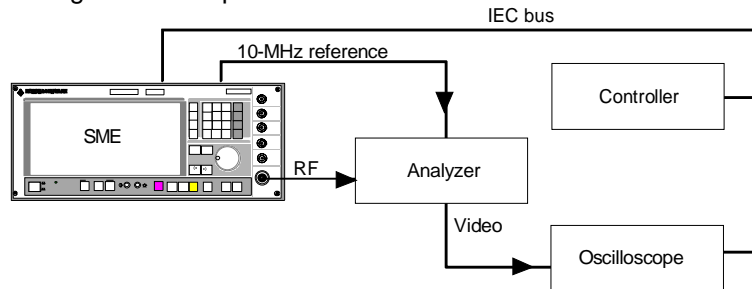 IEC bus
10-MHz reference
Controller
SME
Analyzer
RF
Video
Oscilloscope